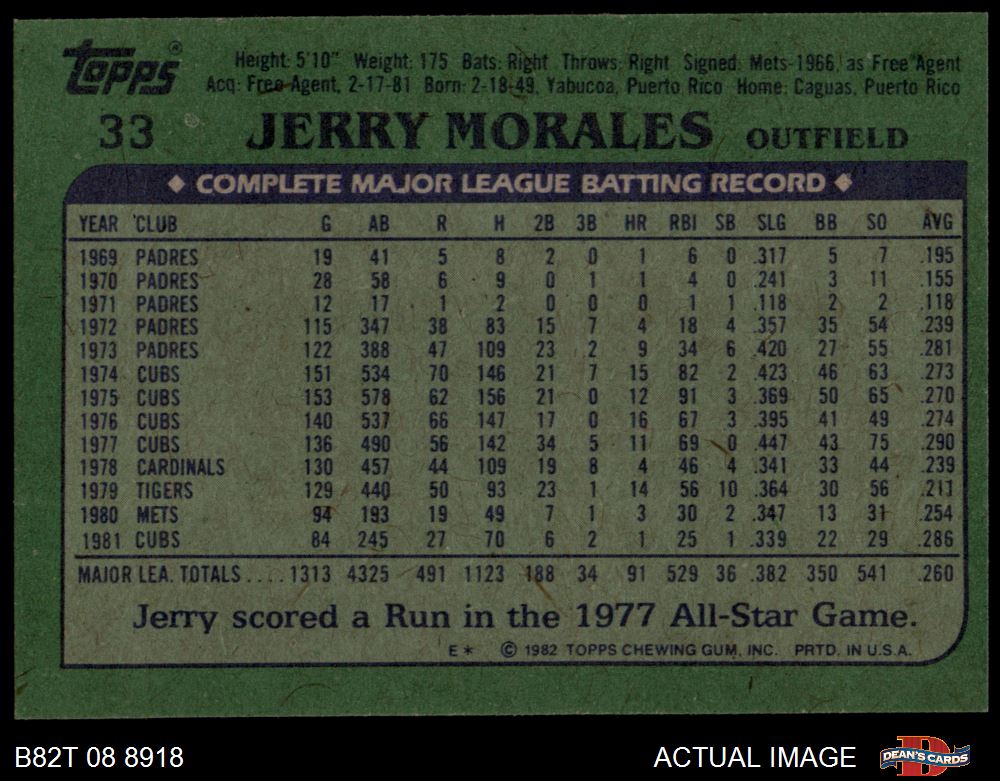 Topps®
Height: 5'10" Weight: 175 Bats: Right Throws: Right Signed: Mets-1966, as Free Agent
Acq: Free Agent, 2-17-81 Born: 2-18-49, Yabucoa, Puerto Rico Home: Caguas, Puerto Rico
33 JERRY MORALES OUTFIELD
◆ COMPLETE MAJOR LEAGUE BATTING RECORD ◆
YEAR CLUB G AB R H 2B 3B HR RBI SB SLG BB SO AVG
1969 PADRES 19 41 5 8 2 0 1 6 0 .317 5 7 .195
1970 PADRES 28 58 6 9 0 1 1 4 0 .241 3 11 .155
1971 PADRES 12 17 1 2 0 0 0 1 1 .118 2 2 .118
1972 PADRES 115 347 38 83 15 7 4 18 4 .357 35 54 .239
1973 PADRES 122 388 47 109 23 2 9 34 6 .420 27 55 .281
1974 CUBS 151 534 70 146 21 7 15 82 2 .423 46 63 .273
1975 CUBS 153 578 62 156 21 0 12 91 3 .369 50 65 .270
1976 CUBS 140 537 66 147 17 0 16 67 3 .395 41 49 .274
1977 CUBS 136 490 56 142 34 5 11 69 0 .447 43 75 .290
1978 CARDINALS 130 457 44 109 19 8 4 46 4 .341 33 44 .239
1979 TIGERS 129 440 50 93 23 1 14 56 10 .364 30 56 .211
1980 METS 94 193 19 49 7 1 3 30 2 .347 13 31 .254
1981 CUBS 84 245 27 70 6 2 1 25 1 .339 22 29 .286
MAJOR LEA. TOTALS .... 1313 4325 491 1123 188 34 91 529 36 .382 350 541 .260
Jerry scored a Run in the 1977 All-Star Game.
E* © 1982 TOPPS CHEWING GUM, INC. PRTD. IN U.S.A.
B82T 08 8918 ACTUAL IMAGE DEAN'S CARDS